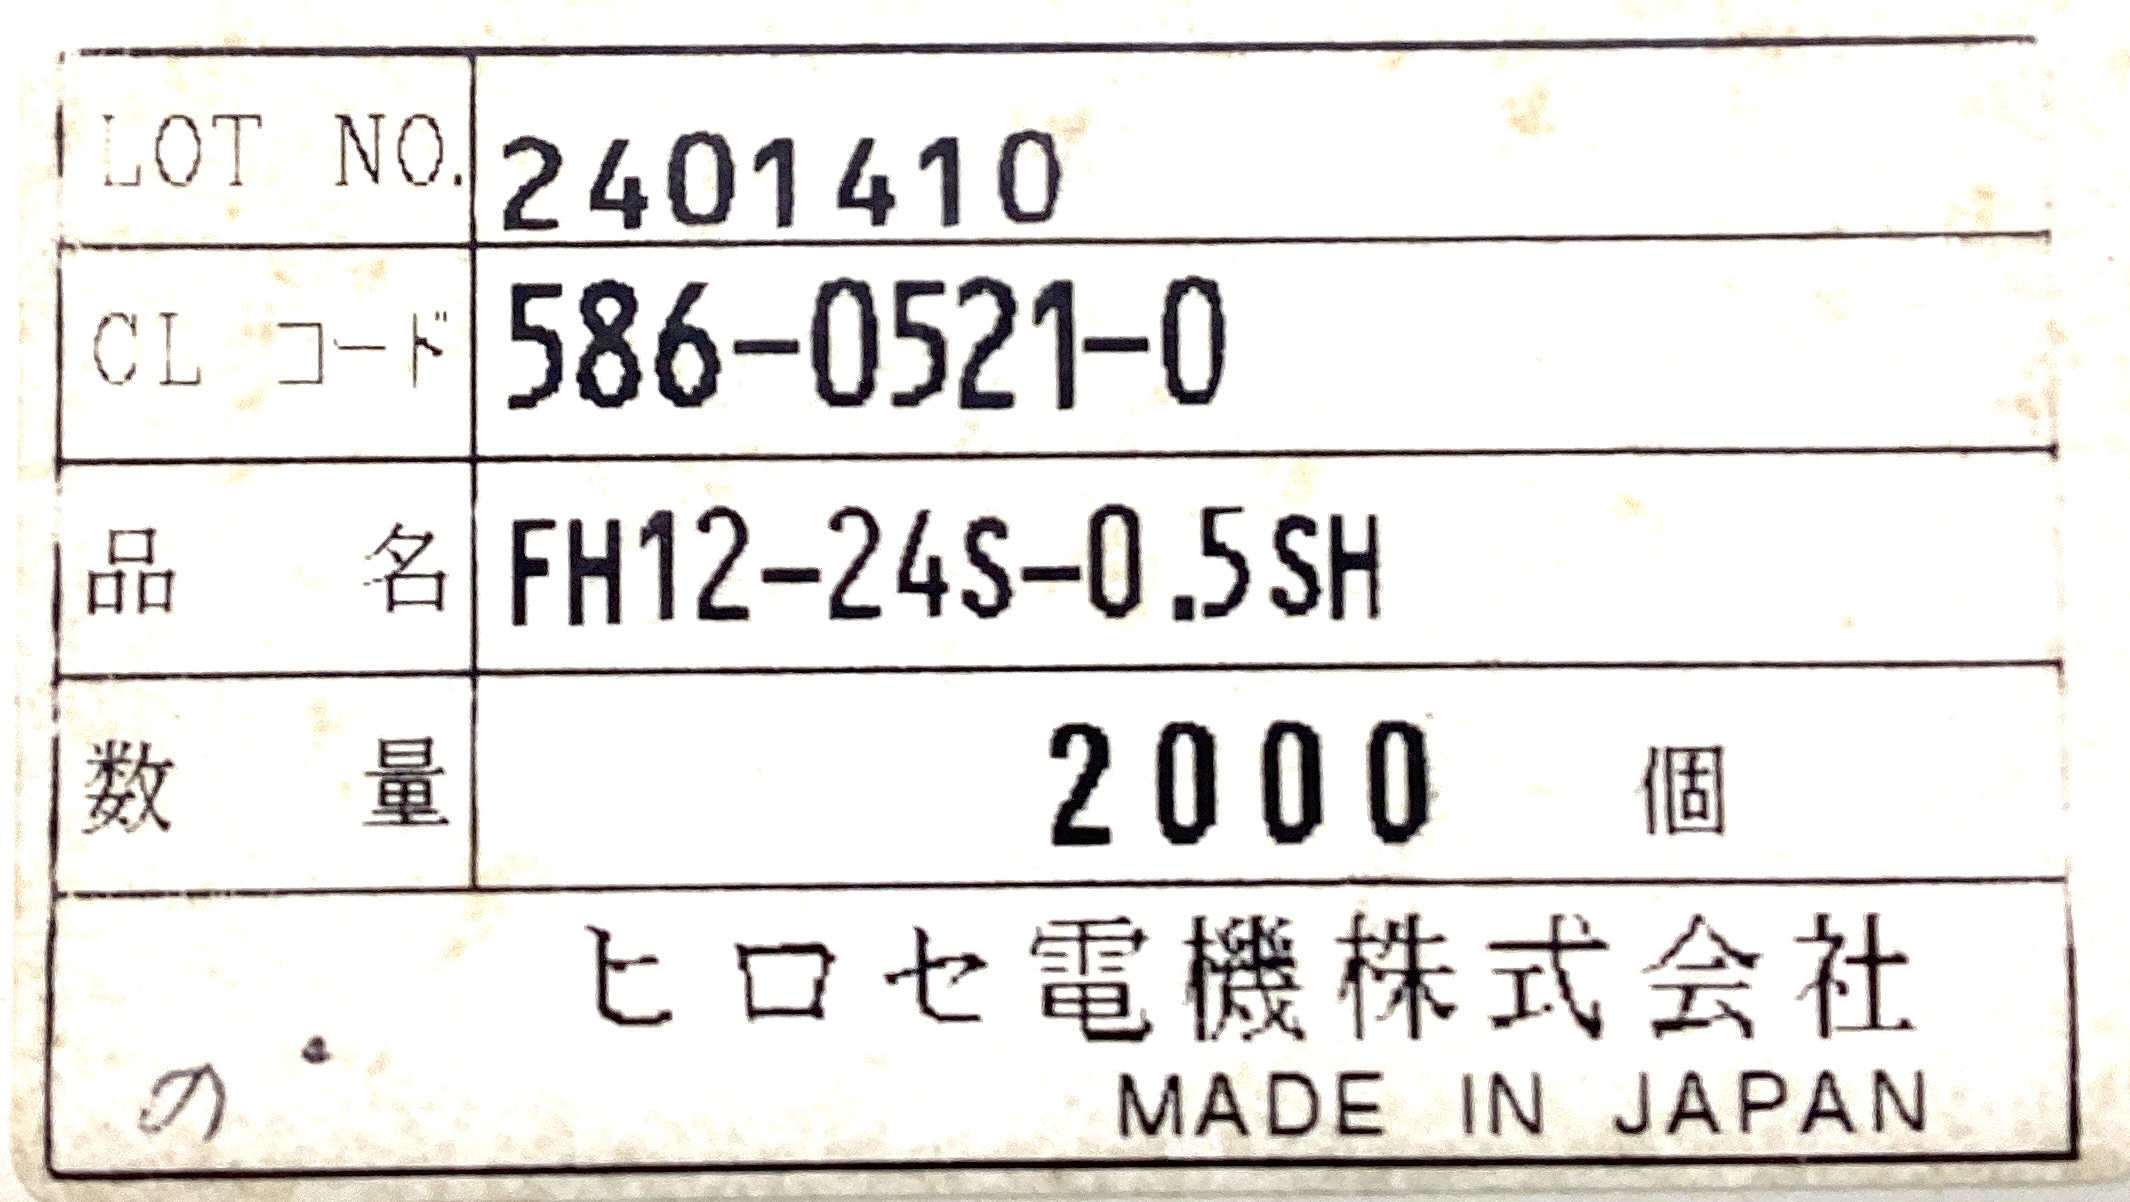 LOT NO. 2401410
CL コード 586-0521-0
品 名 FH12-24S-0.5SH
数 量 2000 個
ヒロセ電機株式会社
MADE IN JAPAN